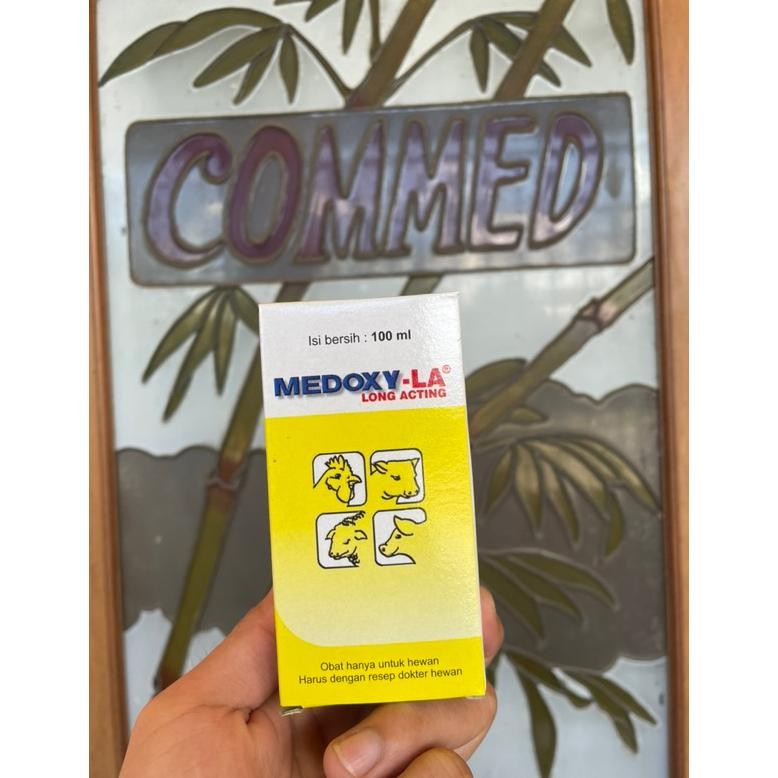 COMMED
Isi bersih : 100 ml
MEDOXY-LA®
LONG ACTING
Obat hanya untuk hewan
Harus dengan resep dokter hewan